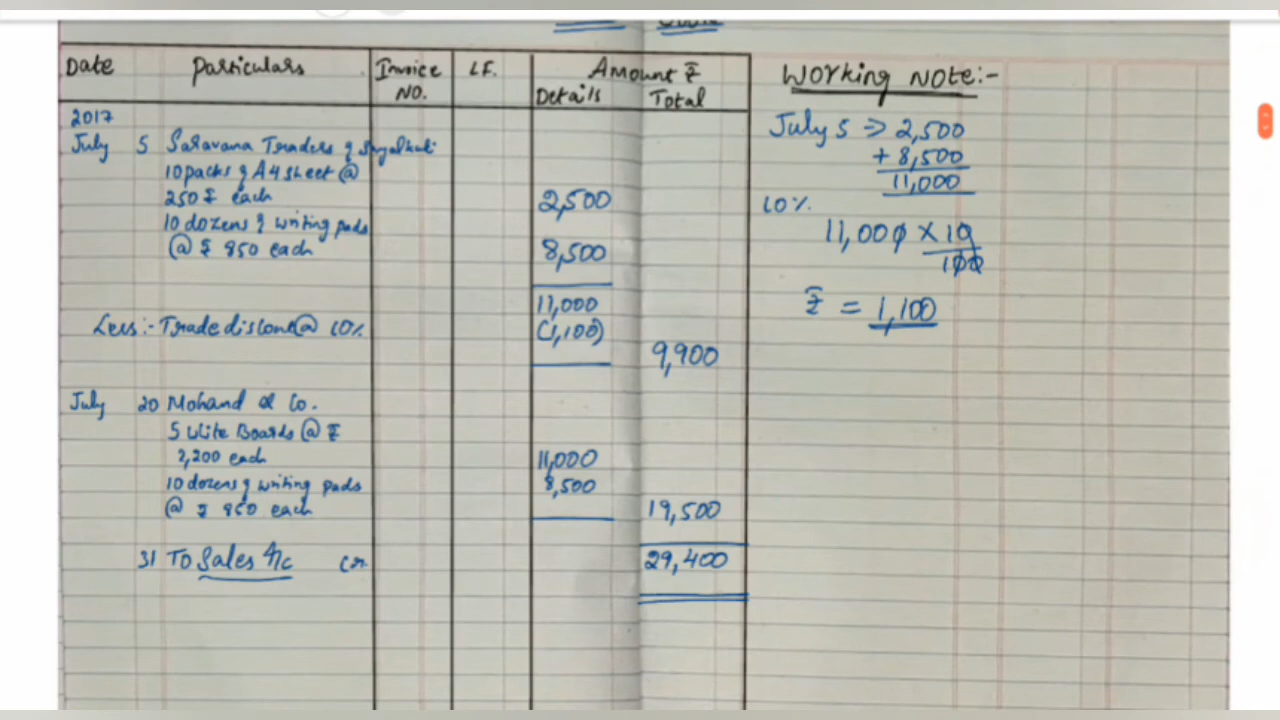 Book
Date Particulars Invoice NO. L.F. Amount ₹
Details Total
2017
July 5 Saravana Traders
10 packs of A4 sheet @
250 ₹ each 2,500
10 dozens of writing pads
@ ₹ 850 each 8,500
11,000
Less:- Trade discont @ 10% (1,100)
9,900
July 20 Mohand & Co.
5 Wite Boards @ ₹
2,200 each 11,000
10 dozens of writing pads 8,500
@ ₹ 850 each 19,500
31 To Sales A/c Cr. 29,400
Working Note:-
July 5 => 2,500
+ 8,500
11,000
10%
11,000 × 10
100
₹ = 1,100